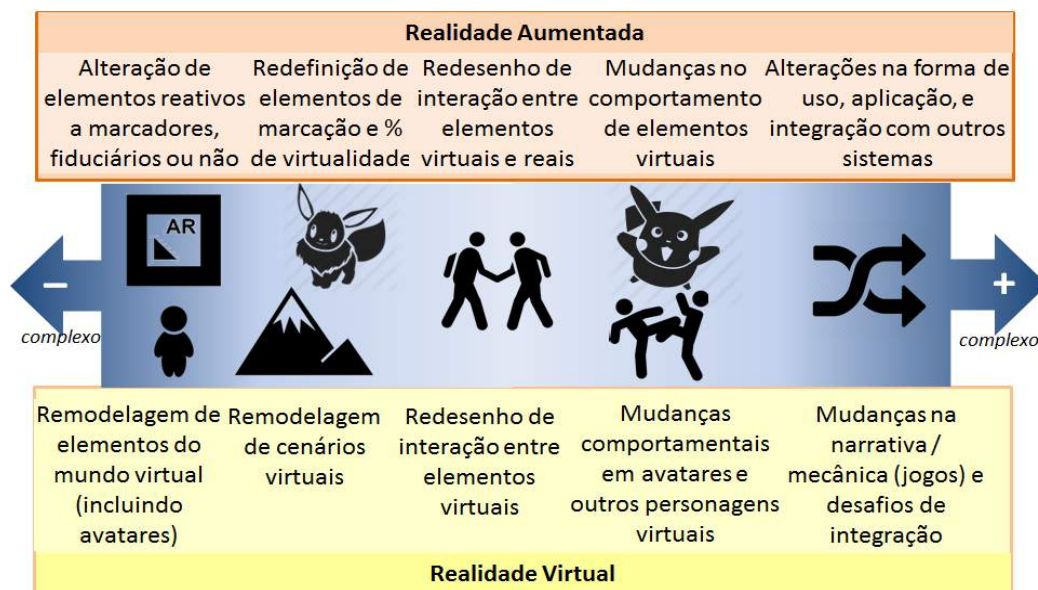 Realidade Aumentada
Alteração de
elementos reativos
a marcadores,
fiduciários ou não
Redefinição de
elementos de
marcação e %
de virtualidade
Redesenho de
interação entre
elementos
virtuais e reais
Mudanças no
comportamento
de elementos
virtuais
Alterações na forma de
uso, aplicação, e
integração com outros
sistemas
AR
–
complexo
+
complexo
Remodelagem de
elementos do
mundo virtual
(incluindo
avatares)
Remodelagem
de cenários
virtuais
Redesenho de
interação entre
elementos
virtuais
Mudanças
comportamentais
em avatares e
outros personagens
virtuais
Mudanças na
narrativa /
mecânica (jogos) e
desafios de
integração
Realidade Virtual